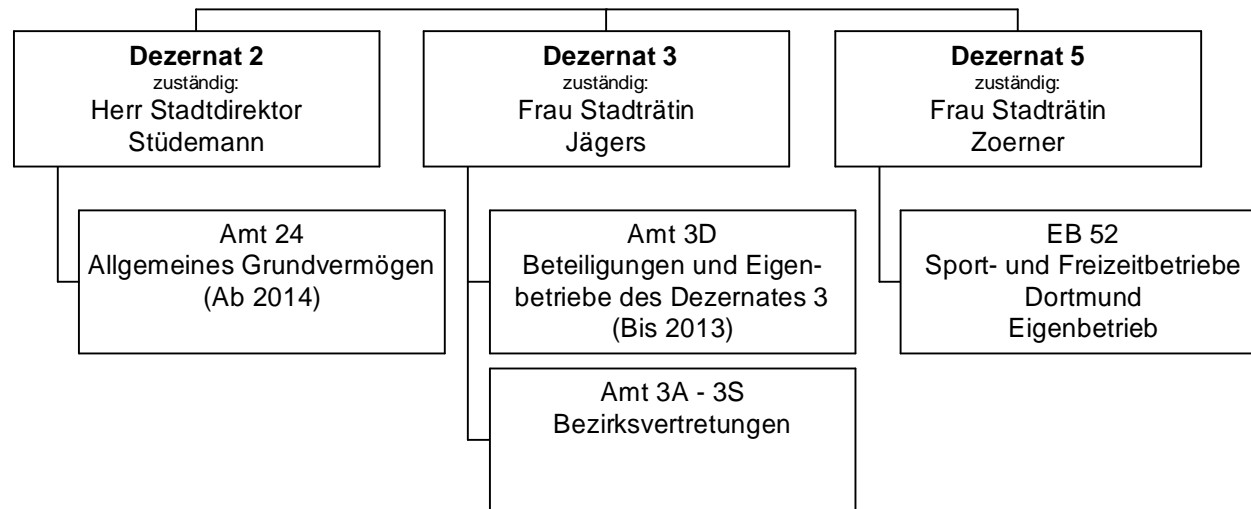 Dezernat 2
zuständig:
Herr Stadtdirektor
Stüdemann
Dezernat 3
zuständig:
Frau Stadträtin
Jägers
Dezernat 5
zuständig:
Frau Stadträtin
Zoerner
Amt 24
Allgemeines Grundvermögen
(Ab 2014)
Amt 3D
Beteiligungen und Eigen-
betriebe des Dezernates 3
(Bis 2013)
EB 52
Sport- und Freizeitbetriebe
Dortmund
Eigenbetrieb
Amt 3A - 3S
Bezirksvertretungen